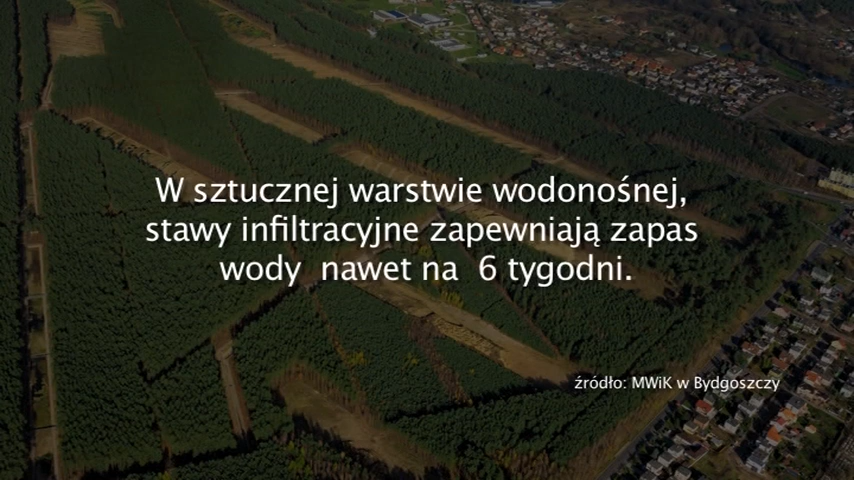 W sztucznej warstwie wodonośnej,
stawy infiltracyjne zapewniają zapas
wody nawet na 6 tygodni.
źródło: MWiK w Bydgoszczy